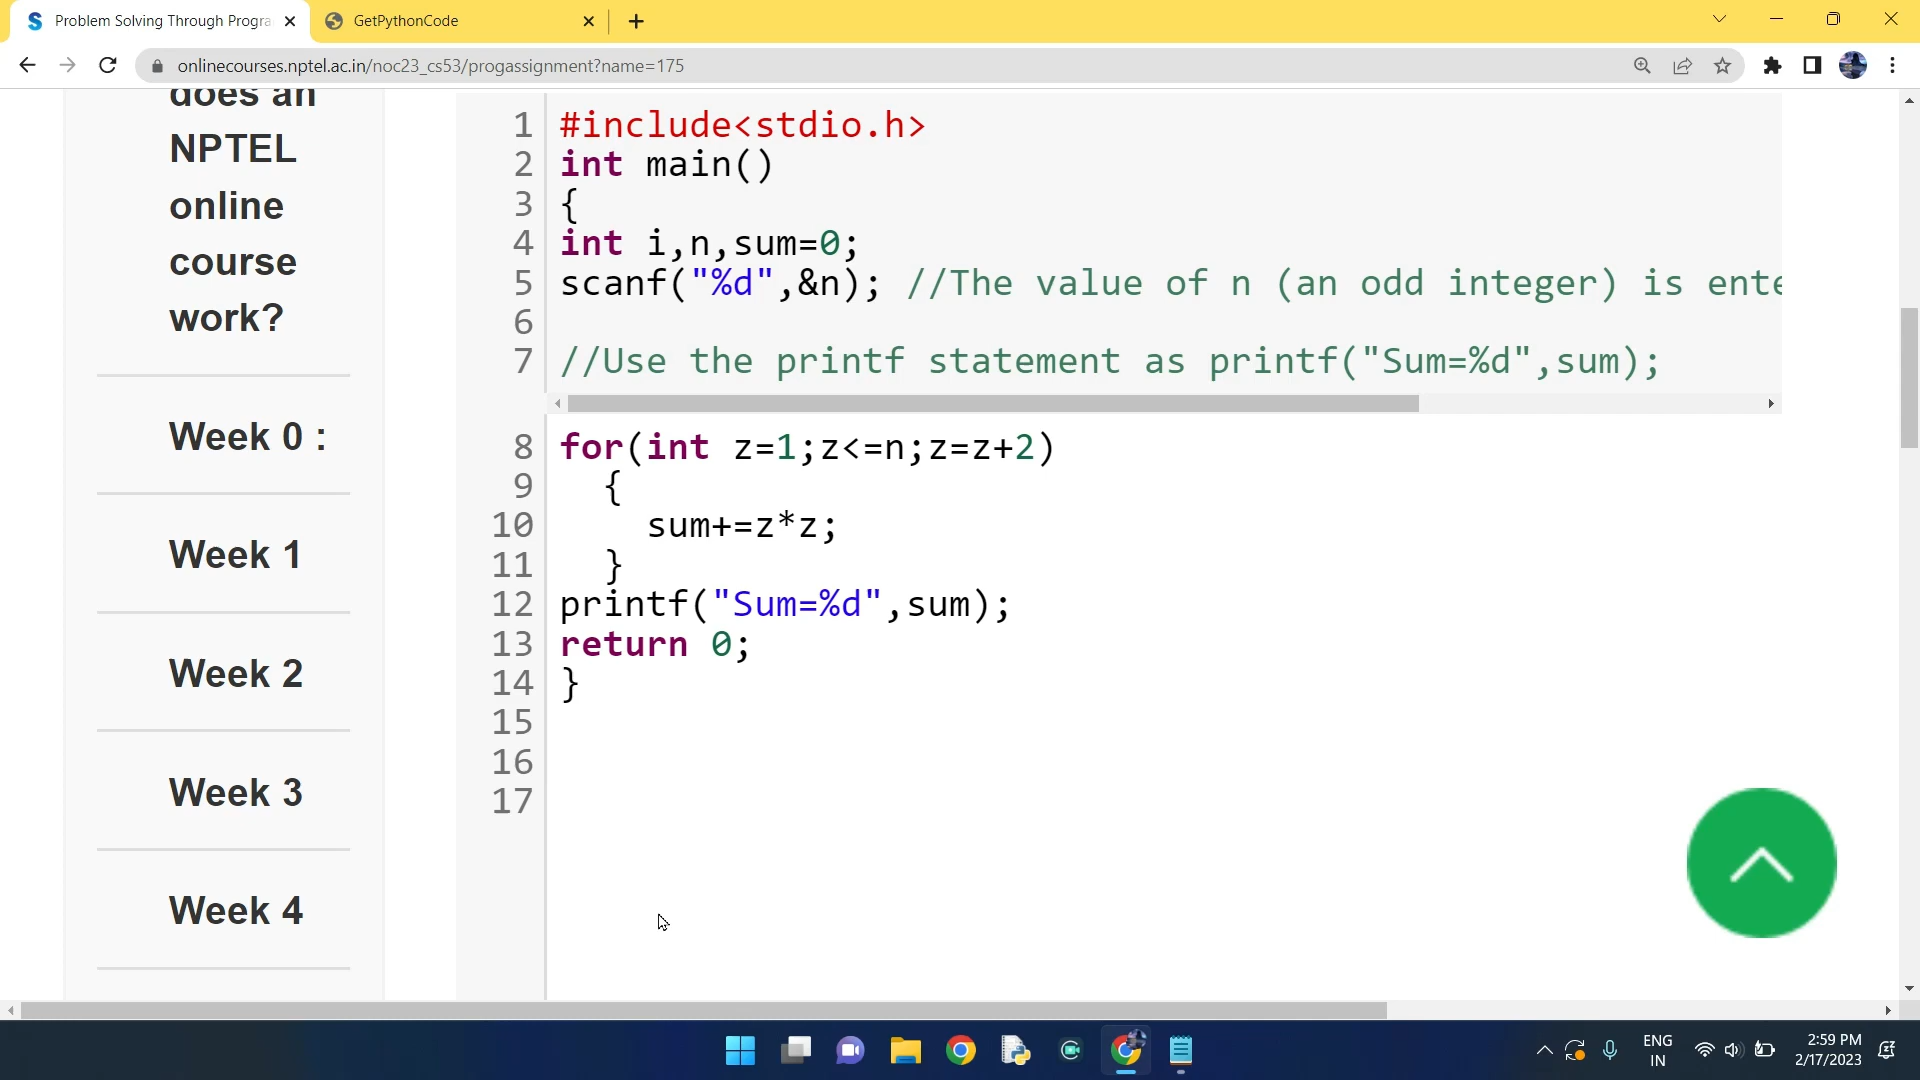 Problem Solving Through Progra
GetPythonCode
onlinecourses.nptel.ac.in/noc23_cs53/progassignment?name=175
does an
NPTEL
online
course
work?
Week 0 :
Week 1
Week 2
Week 3
Week 4
1 #include<stdio.h>
2 int main()
3 {
4 int i,n,sum=0;
5 scanf("%d",&n); //The value of n (an odd integer) is ente
6
7 //Use the printf statement as printf("Sum=%d",sum);
8 for(int z=1;z<=n;z=z+2)
9 {
10 sum+=z*z;
11 }
12 printf("Sum=%d",sum);
13 return 0;
14 }
15
16
17
ENG
IN
2:59 PM
2/17/2023